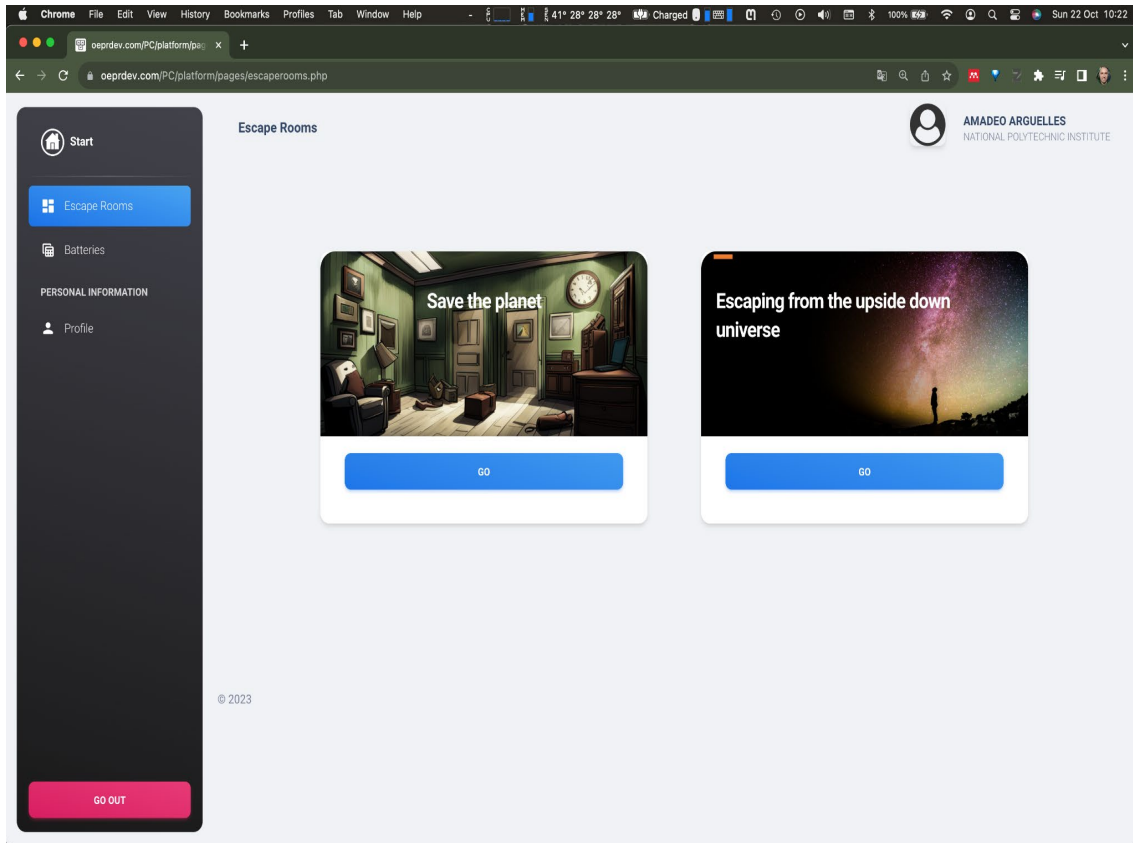 Chrome File Edit View History Bookmarks Profiles Tab Window Help 41° 28° 28° 28° Charged 100% Sun 22 Oct 10:22
oeprdev.com/PC/platform/pag
oeprdev.com/PC/platform/pages/escaperooms.php
Start
Escape Rooms
Batteries
PERSONAL INFORMATION
Profile
GO OUT
Escape Rooms
AMADEO ARGUELLES
NATIONAL POLYTECHNIC INSTITUTE
Save the planet
GO
Escaping from the upside down
universe
GO
© 2023